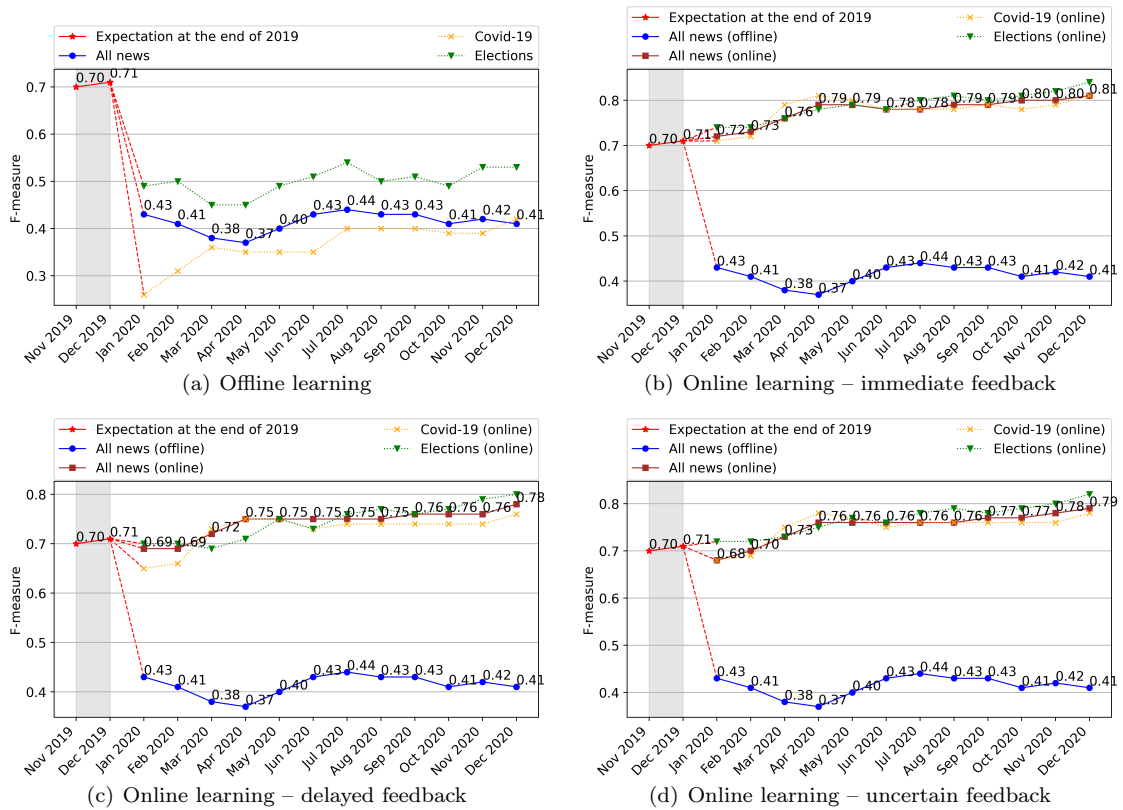 Expectation at the end of 2019
All news
Covid-19
Elections
F-measure
0.7
0.6
0.5
0.4
0.3
0.70 0.71 0.43 0.41 0.38 0.37 0.40 0.43 0.44 0.43 0.43 0.41 0.42 0.41
Nov 2019 Dec 2019 Jan 2020 Feb 2020 Mar 2020 Apr 2020 May 2020 Jun 2020 Jul 2020 Aug 2020 Sep 2020 Oct 2020 Nov 2020 Dec 2020
(a) Offline learning
Expectation at the end of 2019
All news (offline)
All news (online)
Covid-19 (online)
Elections (online)
F-measure
0.8
0.7
0.6
0.5
0.4
0.70 0.71 0.72 0.73 0.76 0.79 0.79 0.78 0.78 0.79 0.79 0.80 0.80 0.81
0.43 0.41 0.38 0.37 0.40 0.43 0.44 0.43 0.43 0.41 0.42 0.41
Nov 2019 Dec 2019 Jan 2020 Feb 2020 Mar 2020 Apr 2020 May 2020 Jun 2020 Jul 2020 Aug 2020 Sep 2020 Oct 2020 Nov 2020 Dec 2020
(b) Online learning – immediate feedback
Expectation at the end of 2019
All news (offline)
All news (online)
Covid-19 (online)
Elections (online)
F-measure
0.8
0.7
0.6
0.5
0.4
0.70 0.71 0.69 0.69 0.72 0.75 0.75 0.75 0.75 0.75 0.76 0.76 0.76 0.78
0.43 0.41 0.38 0.37 0.40 0.43 0.44 0.43 0.43 0.41 0.42 0.41
Nov 2019 Dec 2019 Jan 2020 Feb 2020 Mar 2020 Apr 2020 May 2020 Jun 2020 Jul 2020 Aug 2020 Sep 2020 Oct 2020 Nov 2020 Dec 2020
(c) Online learning – delayed feedback
Expectation at the end of 2019
All news (offline)
All news (online)
Covid-19 (online)
Elections (online)
F-measure
0.8
0.7
0.6
0.5
0.4
0.70 0.71 0.68 0.70 0.73 0.76 0.76 0.76 0.76 0.76 0.77 0.77 0.78 0.79
0.43 0.41 0.38 0.37 0.40 0.43 0.44 0.43 0.43 0.41 0.42 0.41
Nov 2019 Dec 2019 Jan 2020 Feb 2020 Mar 2020 Apr 2020 May 2020 Jun 2020 Jul 2020 Aug 2020 Sep 2020 Oct 2020 Nov 2020 Dec 2020
(d) Online learning – uncertain feedback